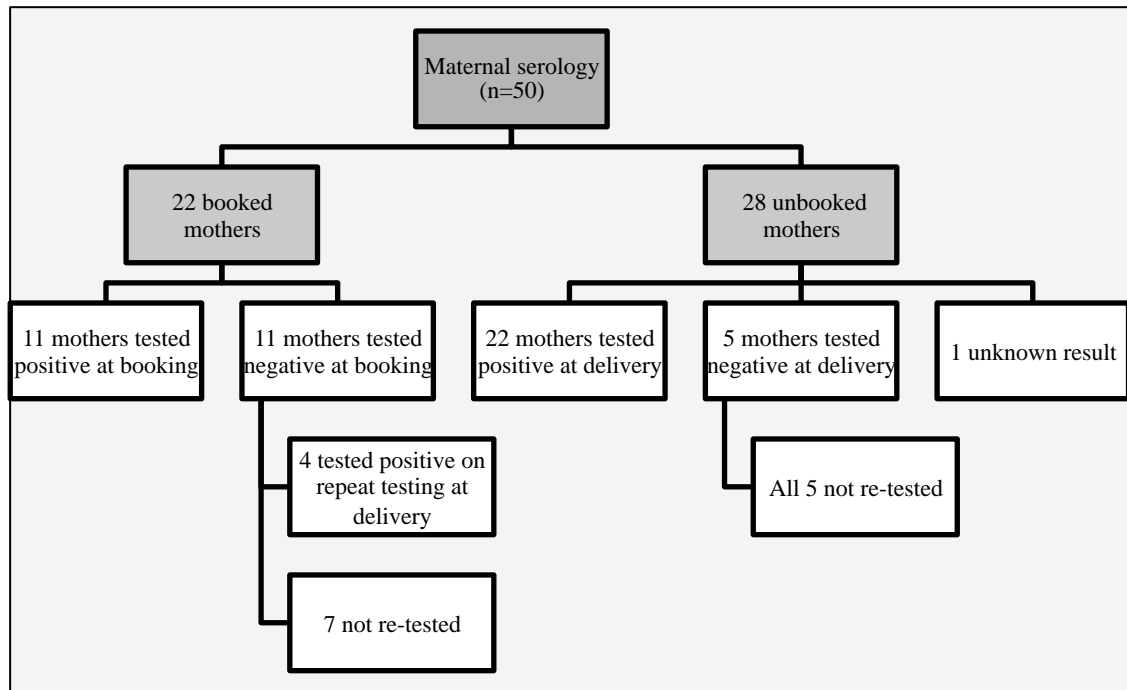 Maternal serology
(n=50)
22 booked
mothers
28 unbooked
mothers
11 mothers tested
positive at booking
11 mothers tested
negative at booking
22 mothers tested
positive at delivery
5 mothers tested
negative at delivery
1 unknown result
4 tested positive on
repeat testing at
delivery
All 5 not re-tested
7 not re-tested